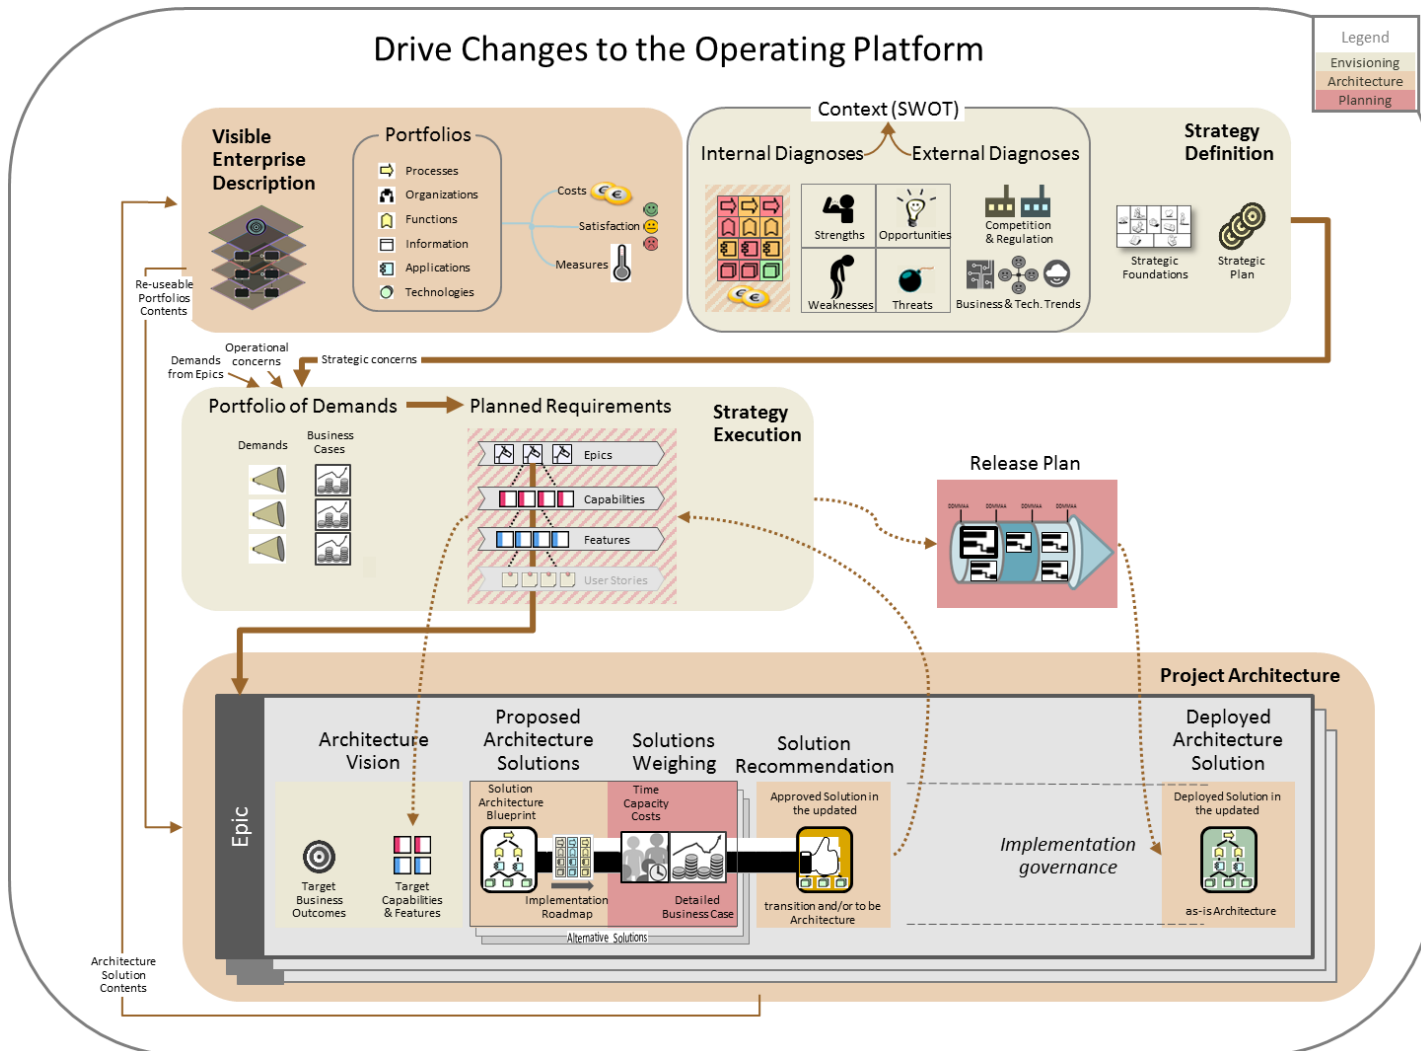 Drive Changes to the Operating Platform
Legend
Envisioning
Architecture
Planning
Visible
Enterprise
Description
Portfolios
Processes
Organizations
Functions
Information
Applications
Technologies
Costs
Satisfaction
Measures
Context (SWOT)
Internal Diagnoses
External Diagnoses
Strengths
Opportunities
Weaknesses
Threats
Competition
& Regulation
Business & Tech. Trends
Strategy
Definition
Strategic
Foundations
Strategic
Plan
Re-useable
Portfolios
Contents
Demands
from Epics
Operational
concerns
Strategic concerns
Portfolio of Demands
Planned Requirements
Strategy
Execution
Demands
Business
Cases
Epics
Capabilities
Features
User Stories
Release Plan
DDMMAA
DDMMAA
DDMMAA
DDMMAA
Project Architecture
Epic
Architecture
Vision
Target
Business
Outcomes
Target
Capabilities
& Features
Proposed
Architecture
Solutions
Solution
Architecture
Blueprint
Implementation
Roadmap
Solutions
Weighing
Time
Capacity
Costs
Detailed
Business Case
Alternative Solutions
Solution
Recommendation
Approved Solution in
the updated
transition and/or to be
Architecture
Implementation
governance
Deployed
Architecture
Solution
Deployed Solution in
the updated
as-is Architecture
Architecture
Solution
Contents